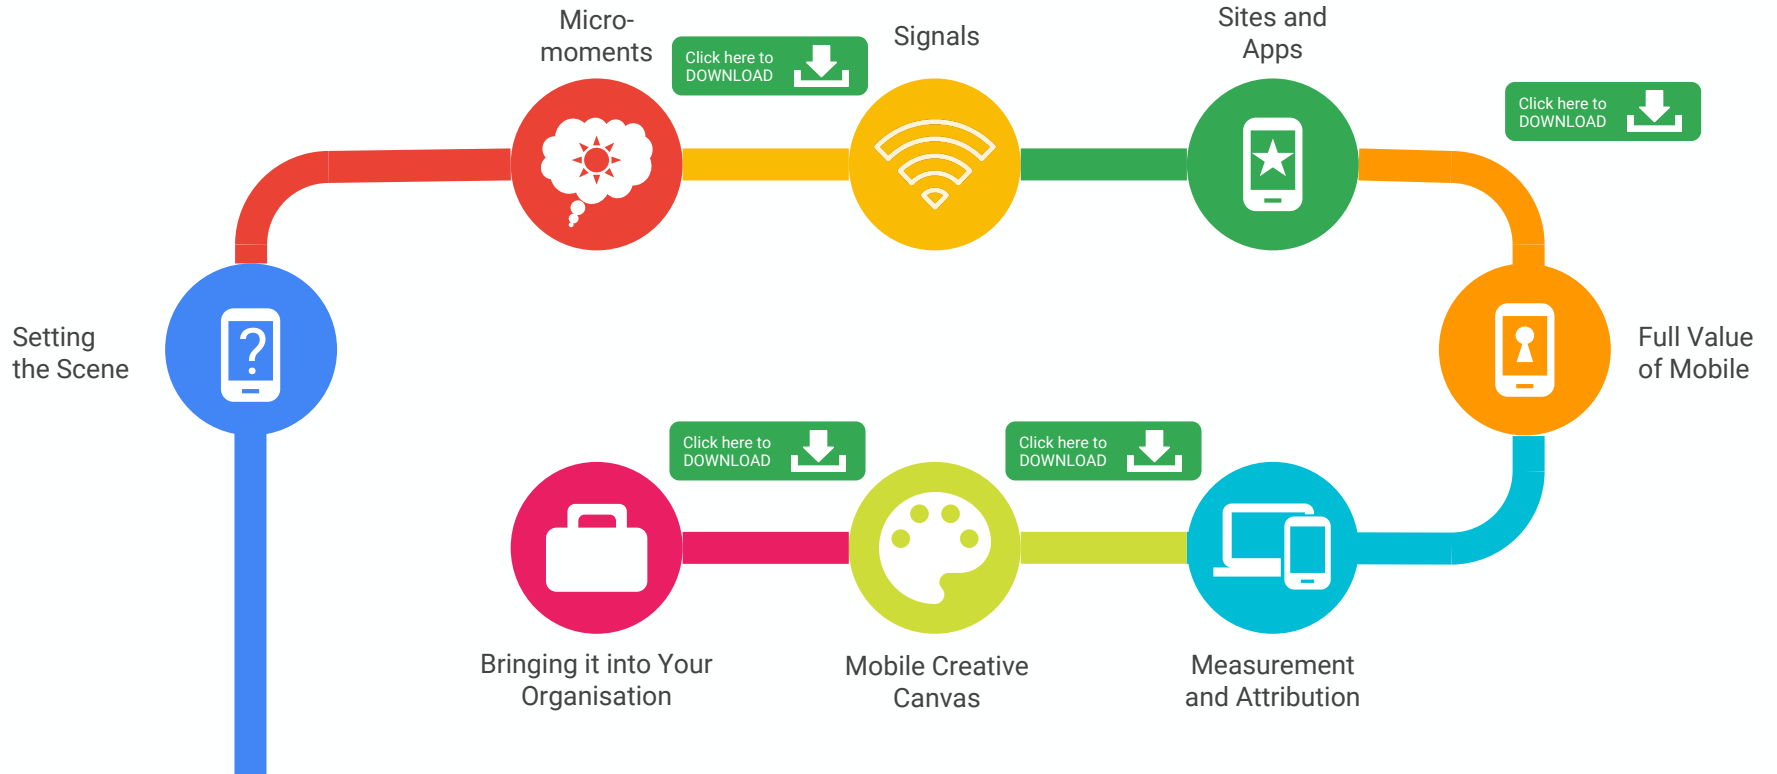 Micro-
moments
Click here to
DOWNLOAD
Signals
Sites and
Apps
Click here to
DOWNLOAD
Setting
the Scene
?
Full Value
of Mobile
Click here to
DOWNLOAD
Click here to
DOWNLOAD
Bringing it into Your
Organisation
Mobile Creative
Canvas
Measurement
and Attribution